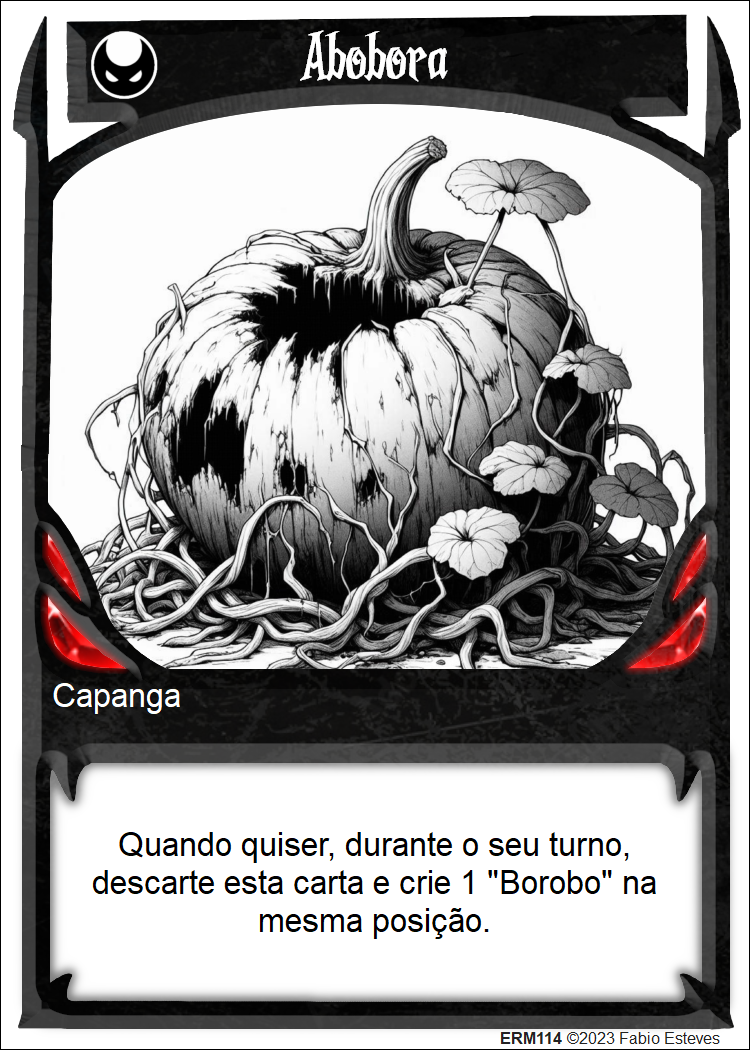 Abobora
Capanga
Quando quiser, durante o seu turno,
descarte esta carta e crie 1 "Borobo" na
mesma posição.
ERM114 ©2023 Fabio Esteves